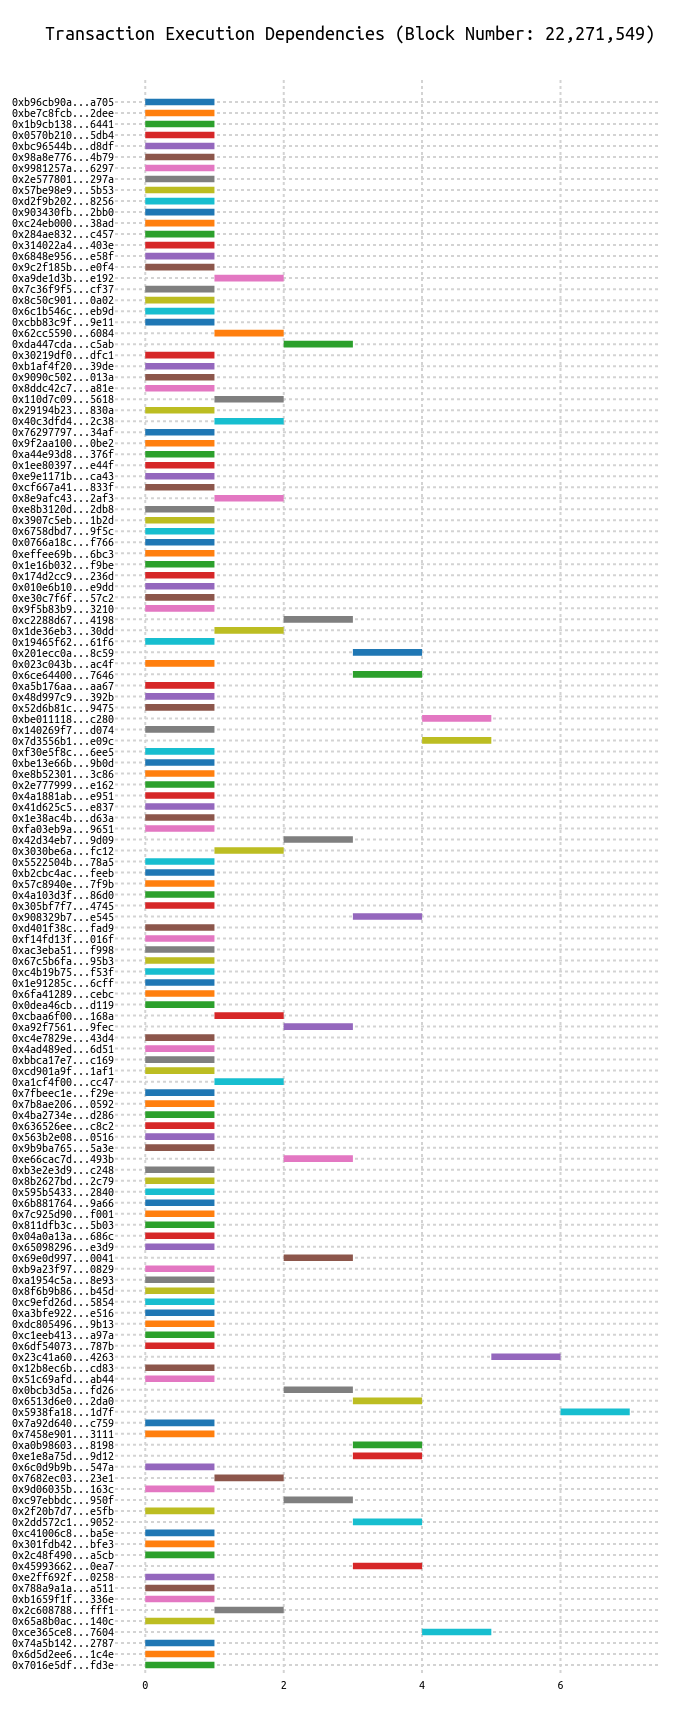 Transaction Execution Dependencies (Block Number: 22,271,549)
0xb96cb90a...a705
0xbe7c8fcb...2dee
0x1b9cb138...6441
0x0570b210...5db4
0xbc96544b...d8df
0x98a8e776...4b79
0x9981257a...6297
0x2e577801...297a
0x57be98e9...5b53
0xd2f9b202...8256
0x903430fb...2bb0
0xc24eb000...38ad
0x284ae832...c457
0x314022a4...403e
0x6848e956...e58f
0x9c2f185b...e0f4
0xa9de1d3b...e192
0x7c36f9f5...cf37
0x8c50c901...0a02
0x6c1b546c...eb9d
0xcbb83c9f...9e11
0x62cc5590...6084
0xda447cda...c5ab
0x30219df0...dfc1
0xb1af4f20...39de
0x9090c502...013a
0x8ddc42c7...a81e
0x110d7c09...5618
0x29194b23...830a
0x40c3dfd4...2c38
0x76297797...34af
0x9f2aa100...0be2
0xa44e93d8...376f
0x1ee80397...e44f
0xe9e1171b...ca43
0xcf667a41...833f
0x8e9afc43...2af3
0xe8b3120d...2db8
0x3907c5eb...1b2d
0x6758dbd7...9f5c
0x0766a18c...f766
0xeffee69b...6bc3
0x1e16b032...f9be
0x174d2cc9...236d
0x010e6b10...e9dd
0xe30c7f6f...57c2
0x9f5b83b9...3210
0xc2288d67...4198
0x1de36eb3...30dd
0x19465f62...61f6
0x201ecc0a...8c59
0x023c043b...ac4f
0x6ce64400...7646
0xa5b176aa...aa67
0x48d997c9...392b
0x52d6b81c...9475
0xbe011118...c280
0x140269f7...d074
0x7d3556b1...e09c
0xf30e5f8c...6ee5
0xbe13e66b...9b0d
0xe8b52301...3c86
0x2e777999...e162
0x4a1881ab...e951
0x41d625c5...e837
0x1e38ac4b...d63a
0xfa03eb9a...9651
0x42d34eb7...9d09
0x3030be6a...fc12
0x5522504b...78a5
0xb2cbc4ac...feeb
0x57c8940e...7f9b
0x4a103d3f...86d0
0x305bf7f7...4745
0x908329b7...e545
0xd401f38c...fad9
0xf14fd13f...016f
0xac3eba51...f998
0x67c5b6fa...95b3
0xc4b19b75...f53f
0x1e91285c...6cff
0x6fa41289...cebc
0x0dea46cb...d119
0xcbaa6f00...168a
0xa92f7561...9fec
0xc4e7829e...43d4
0x4ad489ed...6d51
0xbbca17e7...c169
0xcd901a9f...1af1
0xa1cf4f00...cc47
0x7fbeec1e...f29e
0x7b8ae206...0592
0x4ba2734e...d286
0x636526ee...c8c2
0x563b2e08...0516
0x9b9ba765...5a3e
0xe66cac7d...493b
0xb3e2e3d9...c248
0x8b2627bd...2c79
0x595b5433...2840
0x6b881764...9a66
0x7c925d90...f001
0x811dfb3c...5b03
0x04a0a13a...686c
0x65098296...e3d9
0x69e0d997...0041
0xb9a23f97...0829
0xa1954c5a...8e93
0x8f6b9b86...b45d
0xc9efd26d...5854
0xa3bfe922...e516
0xdc805496...9b13
0xc1eeb413...a97a
0x6df54073...787b
0x23c41a60...4263
0x12b8ec6b...cd83
0x51c69afd...ab44
0x0bcb3d5a...fd26
0x6513d6e0...2da0
0x5938fa18...1d7f
0x7a92d640...c759
0x7458e901...3111
0xa0b98603...8198
0xe1e8a75d...9d12
0x6c0d9b9b...547a
0x7682ec03...23e1
0x9d06035b...163c
0xc97ebbdc...950f
0x2f20b7d7...e5fb
0x2dd572c1...9052
0xc41006c8...ba5e
0x301fdb42...bfe3
0x2c48f490...a5cb
0x45993662...0ea7
0xe2ff692f...0258
0x788a9a1a...a511
0xb1659f1f...336e
0x2c608788...fff1
0x65a8b0ac...140c
0xce365ce8...7604
0x74a5b142...2787
0x6d5d2ee6...1c4e
0x7016e5df...fd3e
0 2 4 6